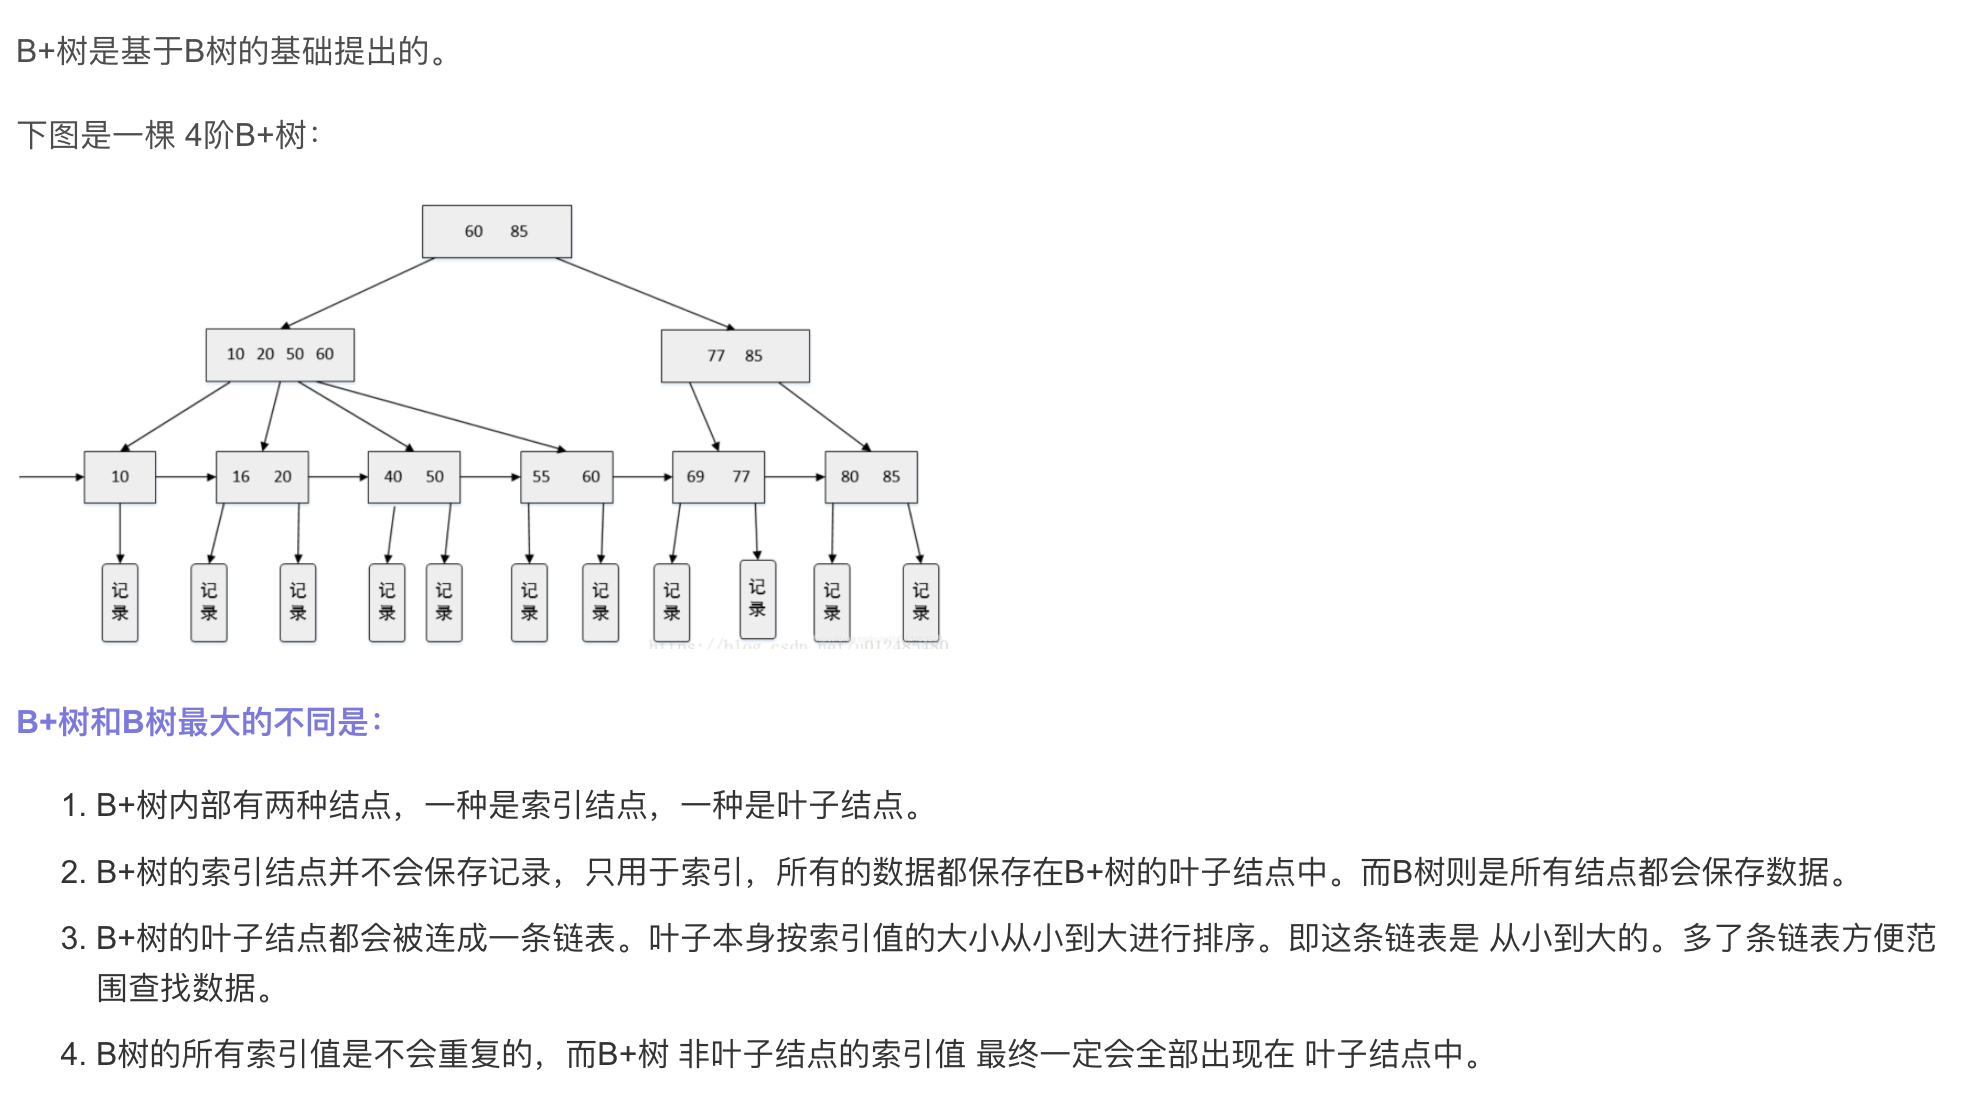 B+树是基于B树的基础提出的。
下图是一棵 4阶B+树：
60 85
10 20 50 60
77 85
10
16 20
40 50
55 60
69 77
80 85
记录
记录
记录
记录
记录
记录
记录
记录
记录
记录
记录
B+树和B树最大的不同是：
1. B+树内部有两种结点，一种是索引结点，一种是叶子结点。
2. B+树的索引结点并不会保存记录，只用于索引，所有的数据都保存在B+树的叶子结点中。而B树则是所有结点都会保存数据。
3. B+树的叶子结点都会被连成一条链表。叶子本身按索引值的大小从小到大进行排序。即这条链表是 从小到大的。多了条链表方便范
围查找数据。
4. B树的所有索引值是不会重复的，而B+树 非叶子结点的索引值 最终一定会全部出现在 叶子结点中。